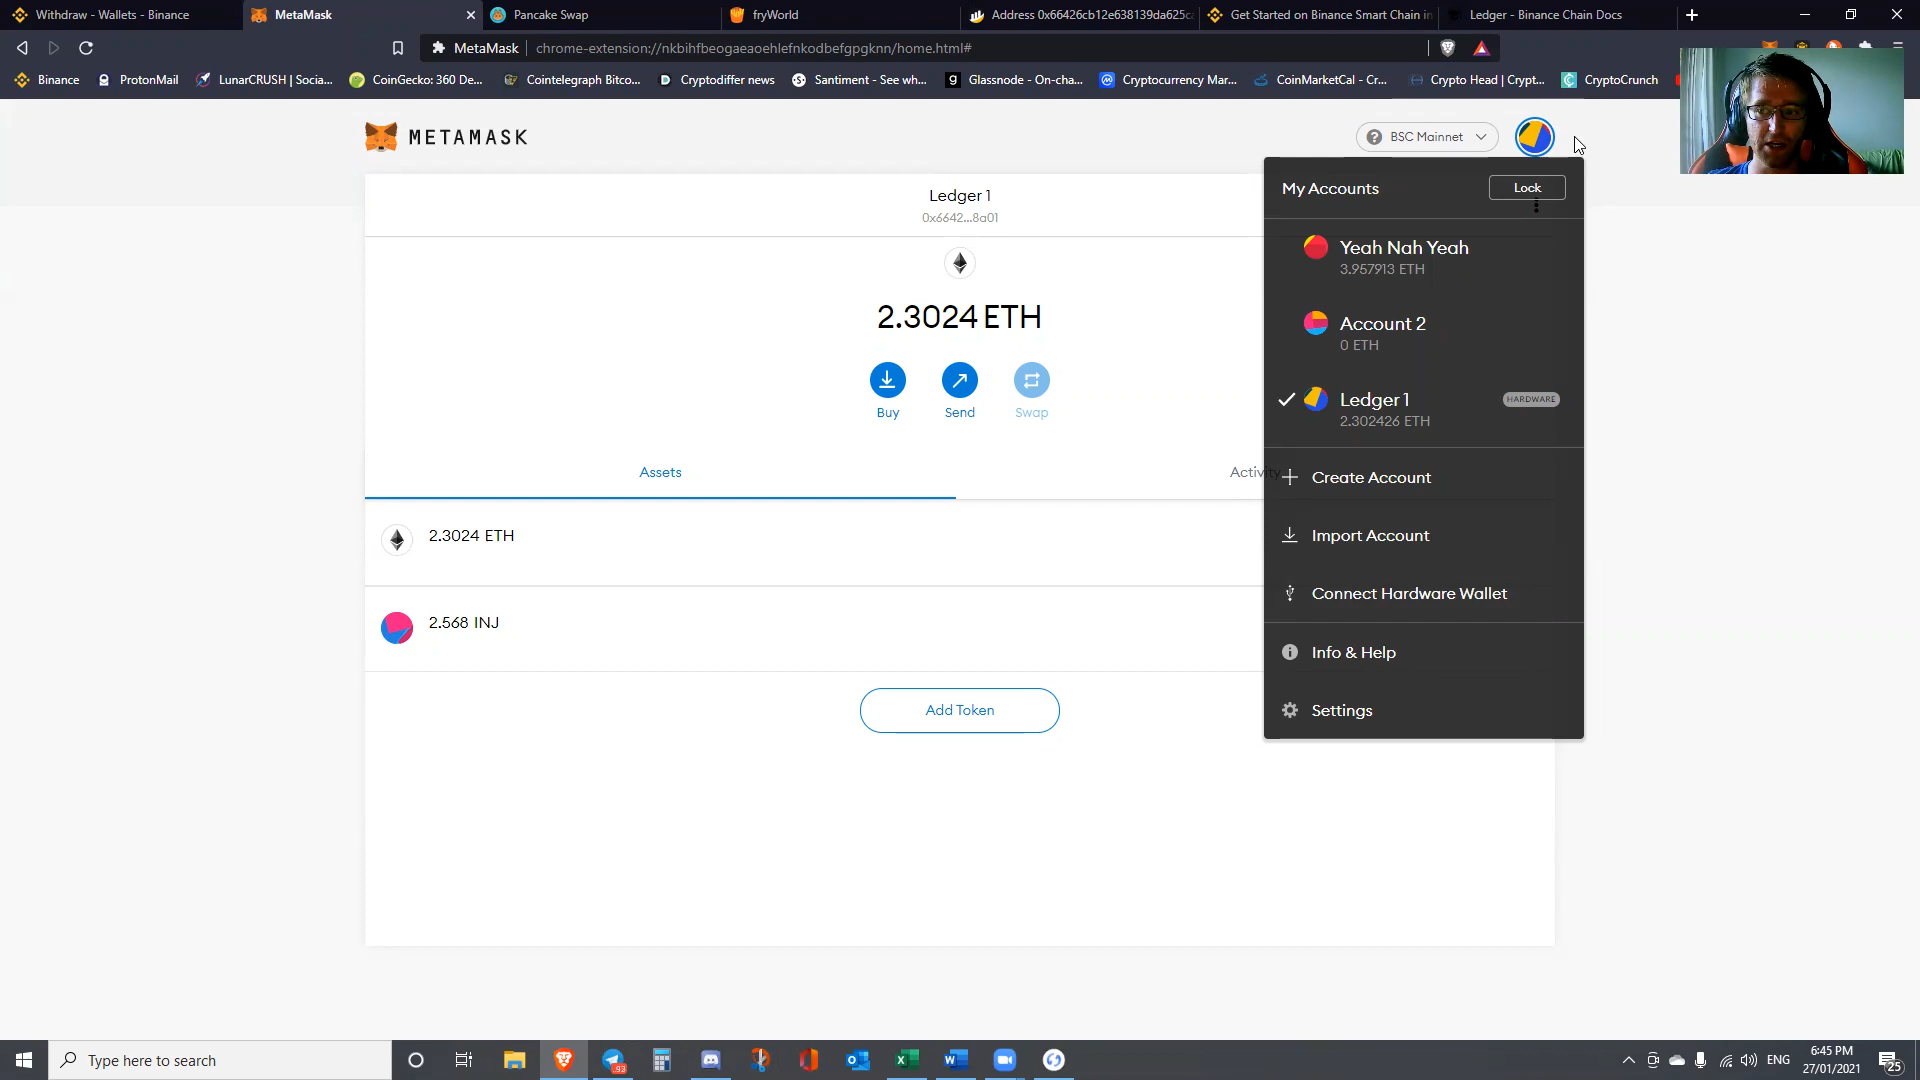 Withdraw - Wallets - Binance
MetaMask
Pancake Swap
fryWorld
Address 0x66426cb12e638139da625c
Get Started on Binance Smart Chain in
Ledger - Binance Chain Docs
MetaMask
chrome-extension://nkbihfbeogaeaoehlefnkodbefgpgknn/home.html#
Binance
ProtonMail
LunarCRUSH | Socia...
CoinGecko: 360 De...
Cointelegraph Bitco...
Cryptodiffer news
Santiment - See wh...
Glassnode - On-cha...
Cryptocurrency Mar...
CoinMarketCal - Cr...
Crypto Head | Crypt...
CryptoCrunch
METAMASK
BSC Mainnet
Ledger 1
0x6642...8a01
2.3024 ETH
Buy
Send
Swap
Assets
Activity
2.3024 ETH
2.568 INJ
Add Token
My Accounts
Lock
Yeah Nah Yeah
3.957913 ETH
Account 2
0 ETH
Ledger 1
HARDWARE
2.302426 ETH
Create Account
Import Account
Connect Hardware Wallet
Info & Help
Settings
Type here to search
93
ENG
6:45 PM
27/01/2021
25